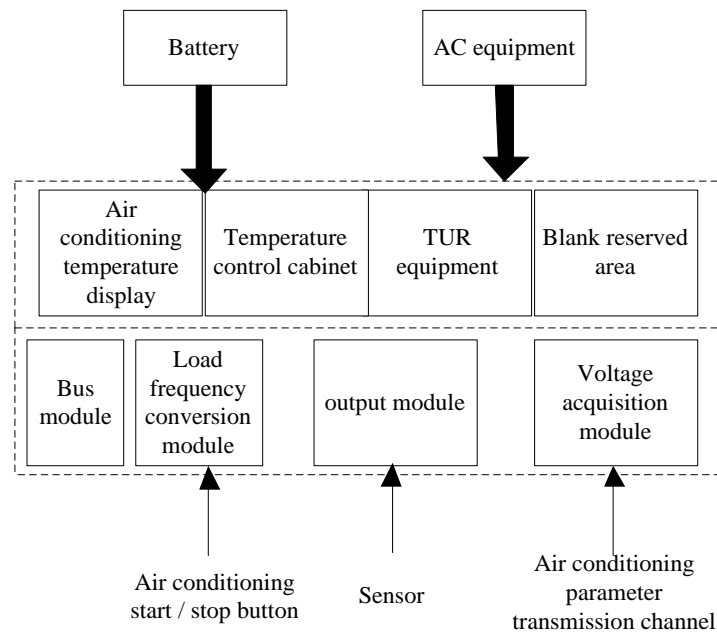 Battery
AC equipment
Air
conditioning
temperature
display
Temperature
control cabinet
TUR
equipment
Blank reserved
area
Bus
module
Load
frequency
conversion
module
output module
Voltage
acquisition
module
Air conditioning
start / stop button
Sensor
Air conditioning
parameter
transmission channel